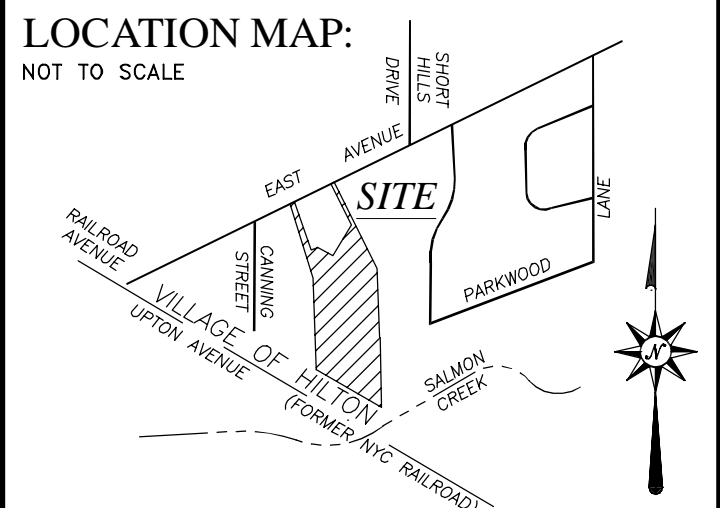 LOCATION MAP:
NOT TO SCALE
SHORT
HILLS
DRIVE
EAST AVENUE
SITE
LANE
RAILROAD
AVENUE
CANNING
STREET
PARKWOOD
VILLAGE OF HILTON
UPTON AVENUE
SALMON
CREEK
(FORMER NYC RAILROAD)
N